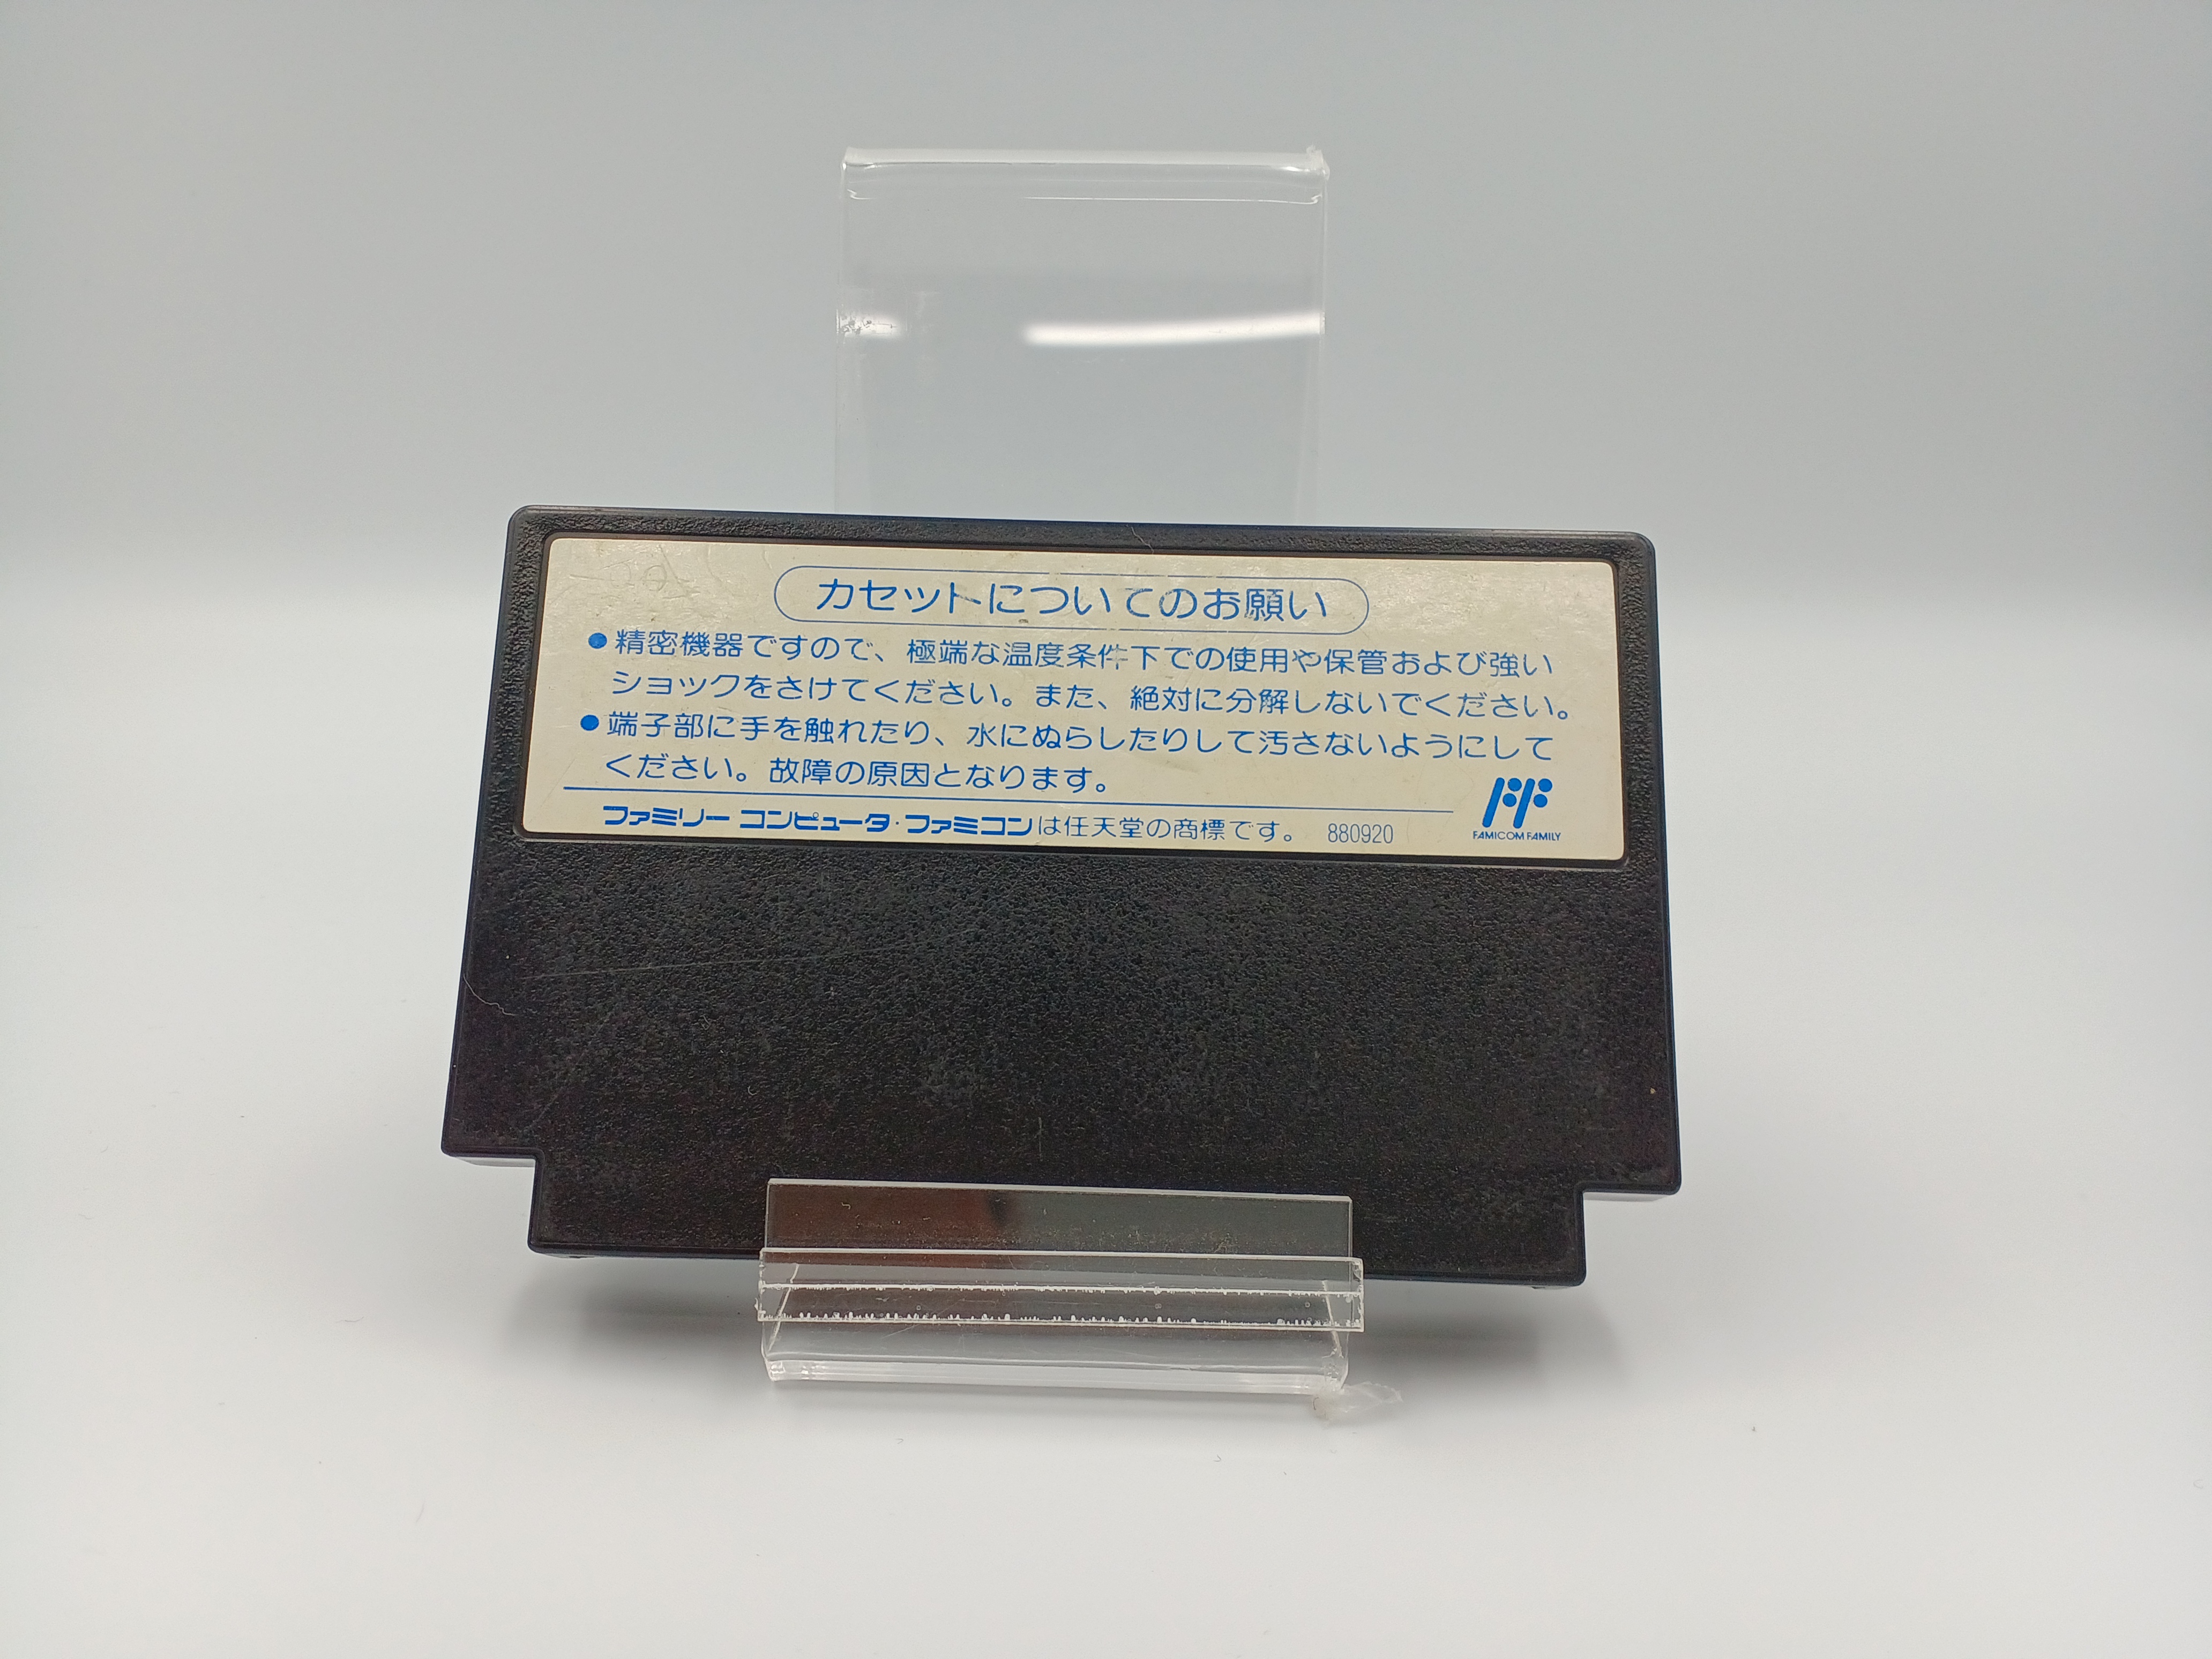 カセットについてのお願い
●精密機器ですので、極端な温度条件下での使用や保管および強い
ショックをさけてください。また、絶対に分解しないでください。
●端子部に手を触れたり、水にぬらしたりして汚さないようにして
ください。故障の原因となります。
ファミリー コンピュータ・ファミコンは任天堂の商標です。 880920
FAMICOM FAMILY